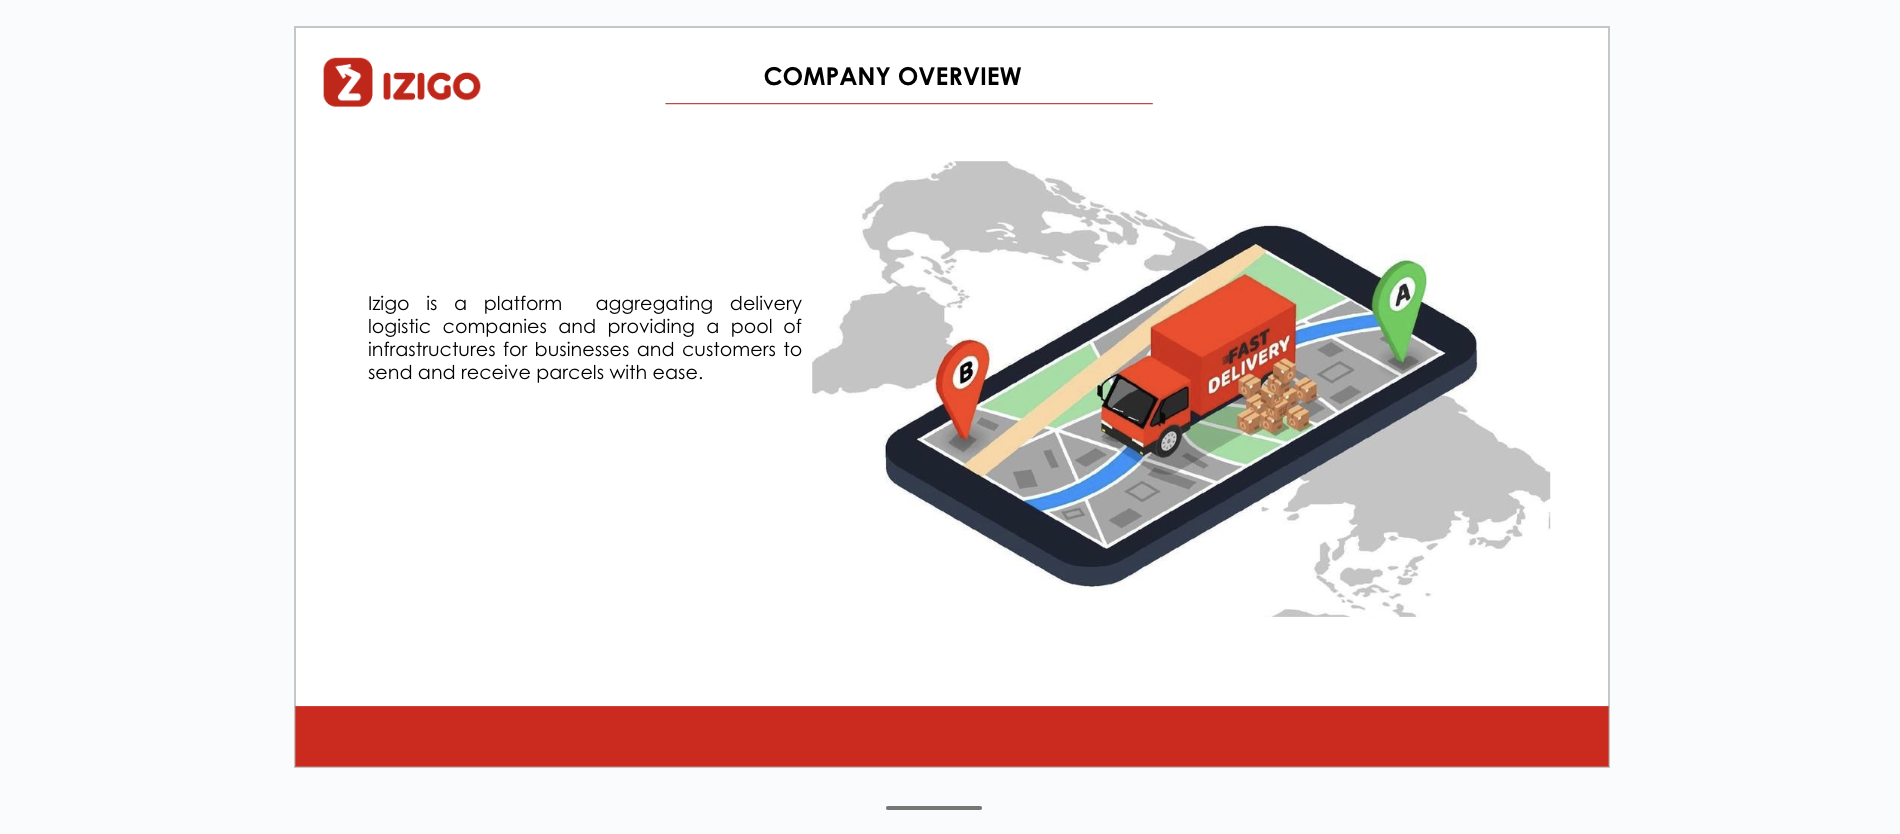 IZIGO
COMPANY OVERVIEW
Izigo is a platform aggregating delivery
logistic companies and providing a pool of
infrastructures for businesses and customers to
send and receive parcels with ease.
A
B
FAST
DELIVERY